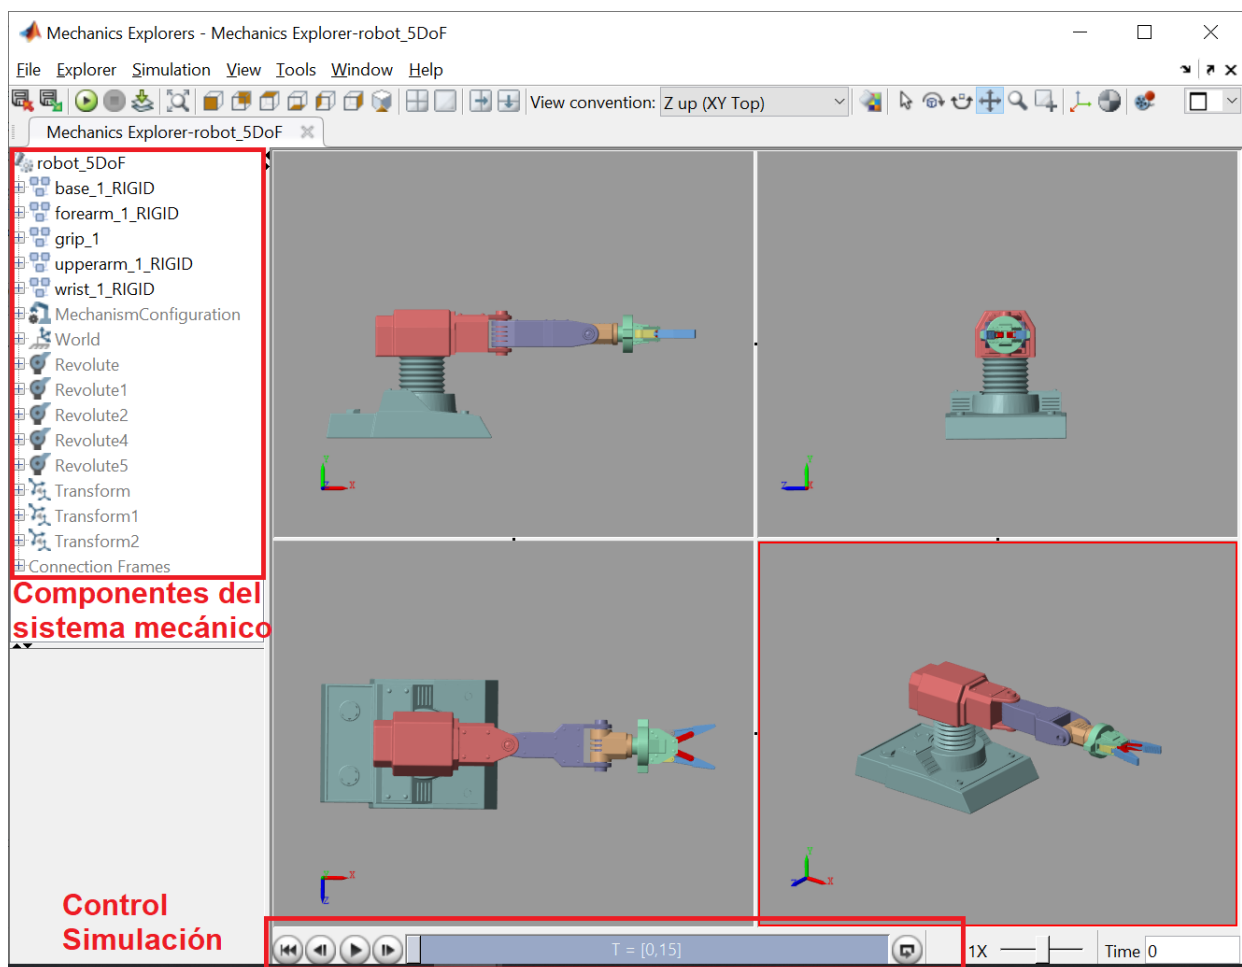 Mechanics Explorers - Mechanics Explorer-robot_5DoF
File Explorer Simulation View Tools Window Help
View convention: Z up (XY Top)
Mechanics Explorer-robot_5DoF
robot_5DoF
base_1_RIGID
forearm_1_RIGID
grip_1
upperarm_1_RIGID
wrist_1_RIGID
MechanismConfiguration
World
Revolute
Revolute1
Revolute2
Revolute4
Revolute5
Transform
Transform1
Transform2
Connection Frames
Componentes del
sistema mecánico
Y
Z X
Y
Z X
Y X
Z
Y
Z X
Control
Simulación
T = [0,15]
1X
Time 0